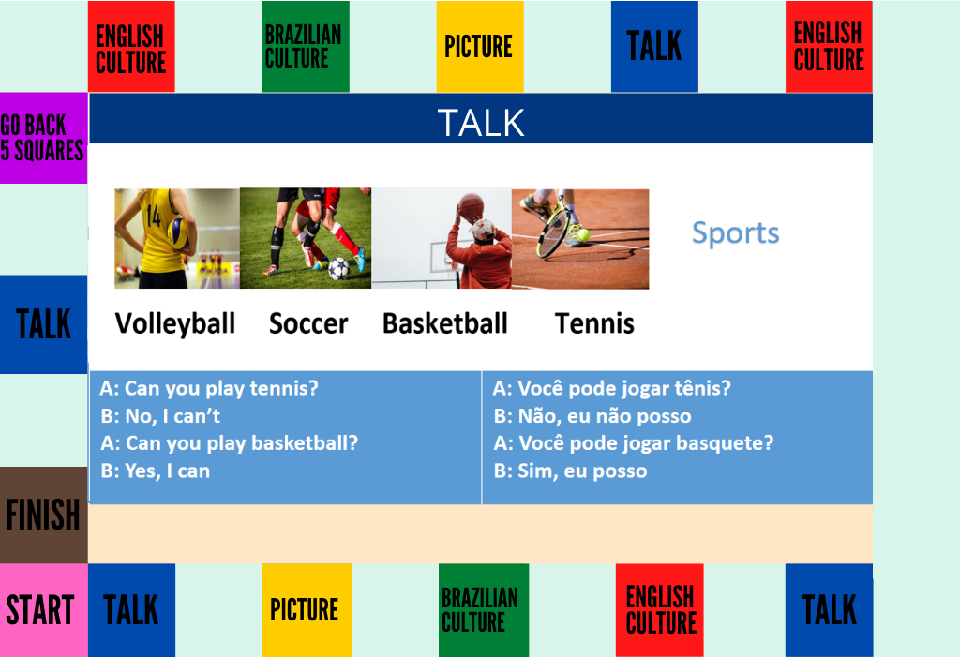 ENGLISH
CULTURE
BRAZILIAN
CULTURE
PICTURE
TALK
ENGLISH
CULTURE
GO BACK
5 SQUARES
TALK
14
Sports
Volleyball Soccer Basketball Tennis
TALK
A: Can you play tennis?
B: No, I can't
A: Can you play basketball?
B: Yes, I can
A: Você pode jogar tênis?
B: Não, eu não posso
A: Você pode jogar basquete?
B: Sim, eu posso
FINISH
START
TALK
PICTURE
BRAZILIAN
CULTURE
ENGLISH
CULTURE
TALK